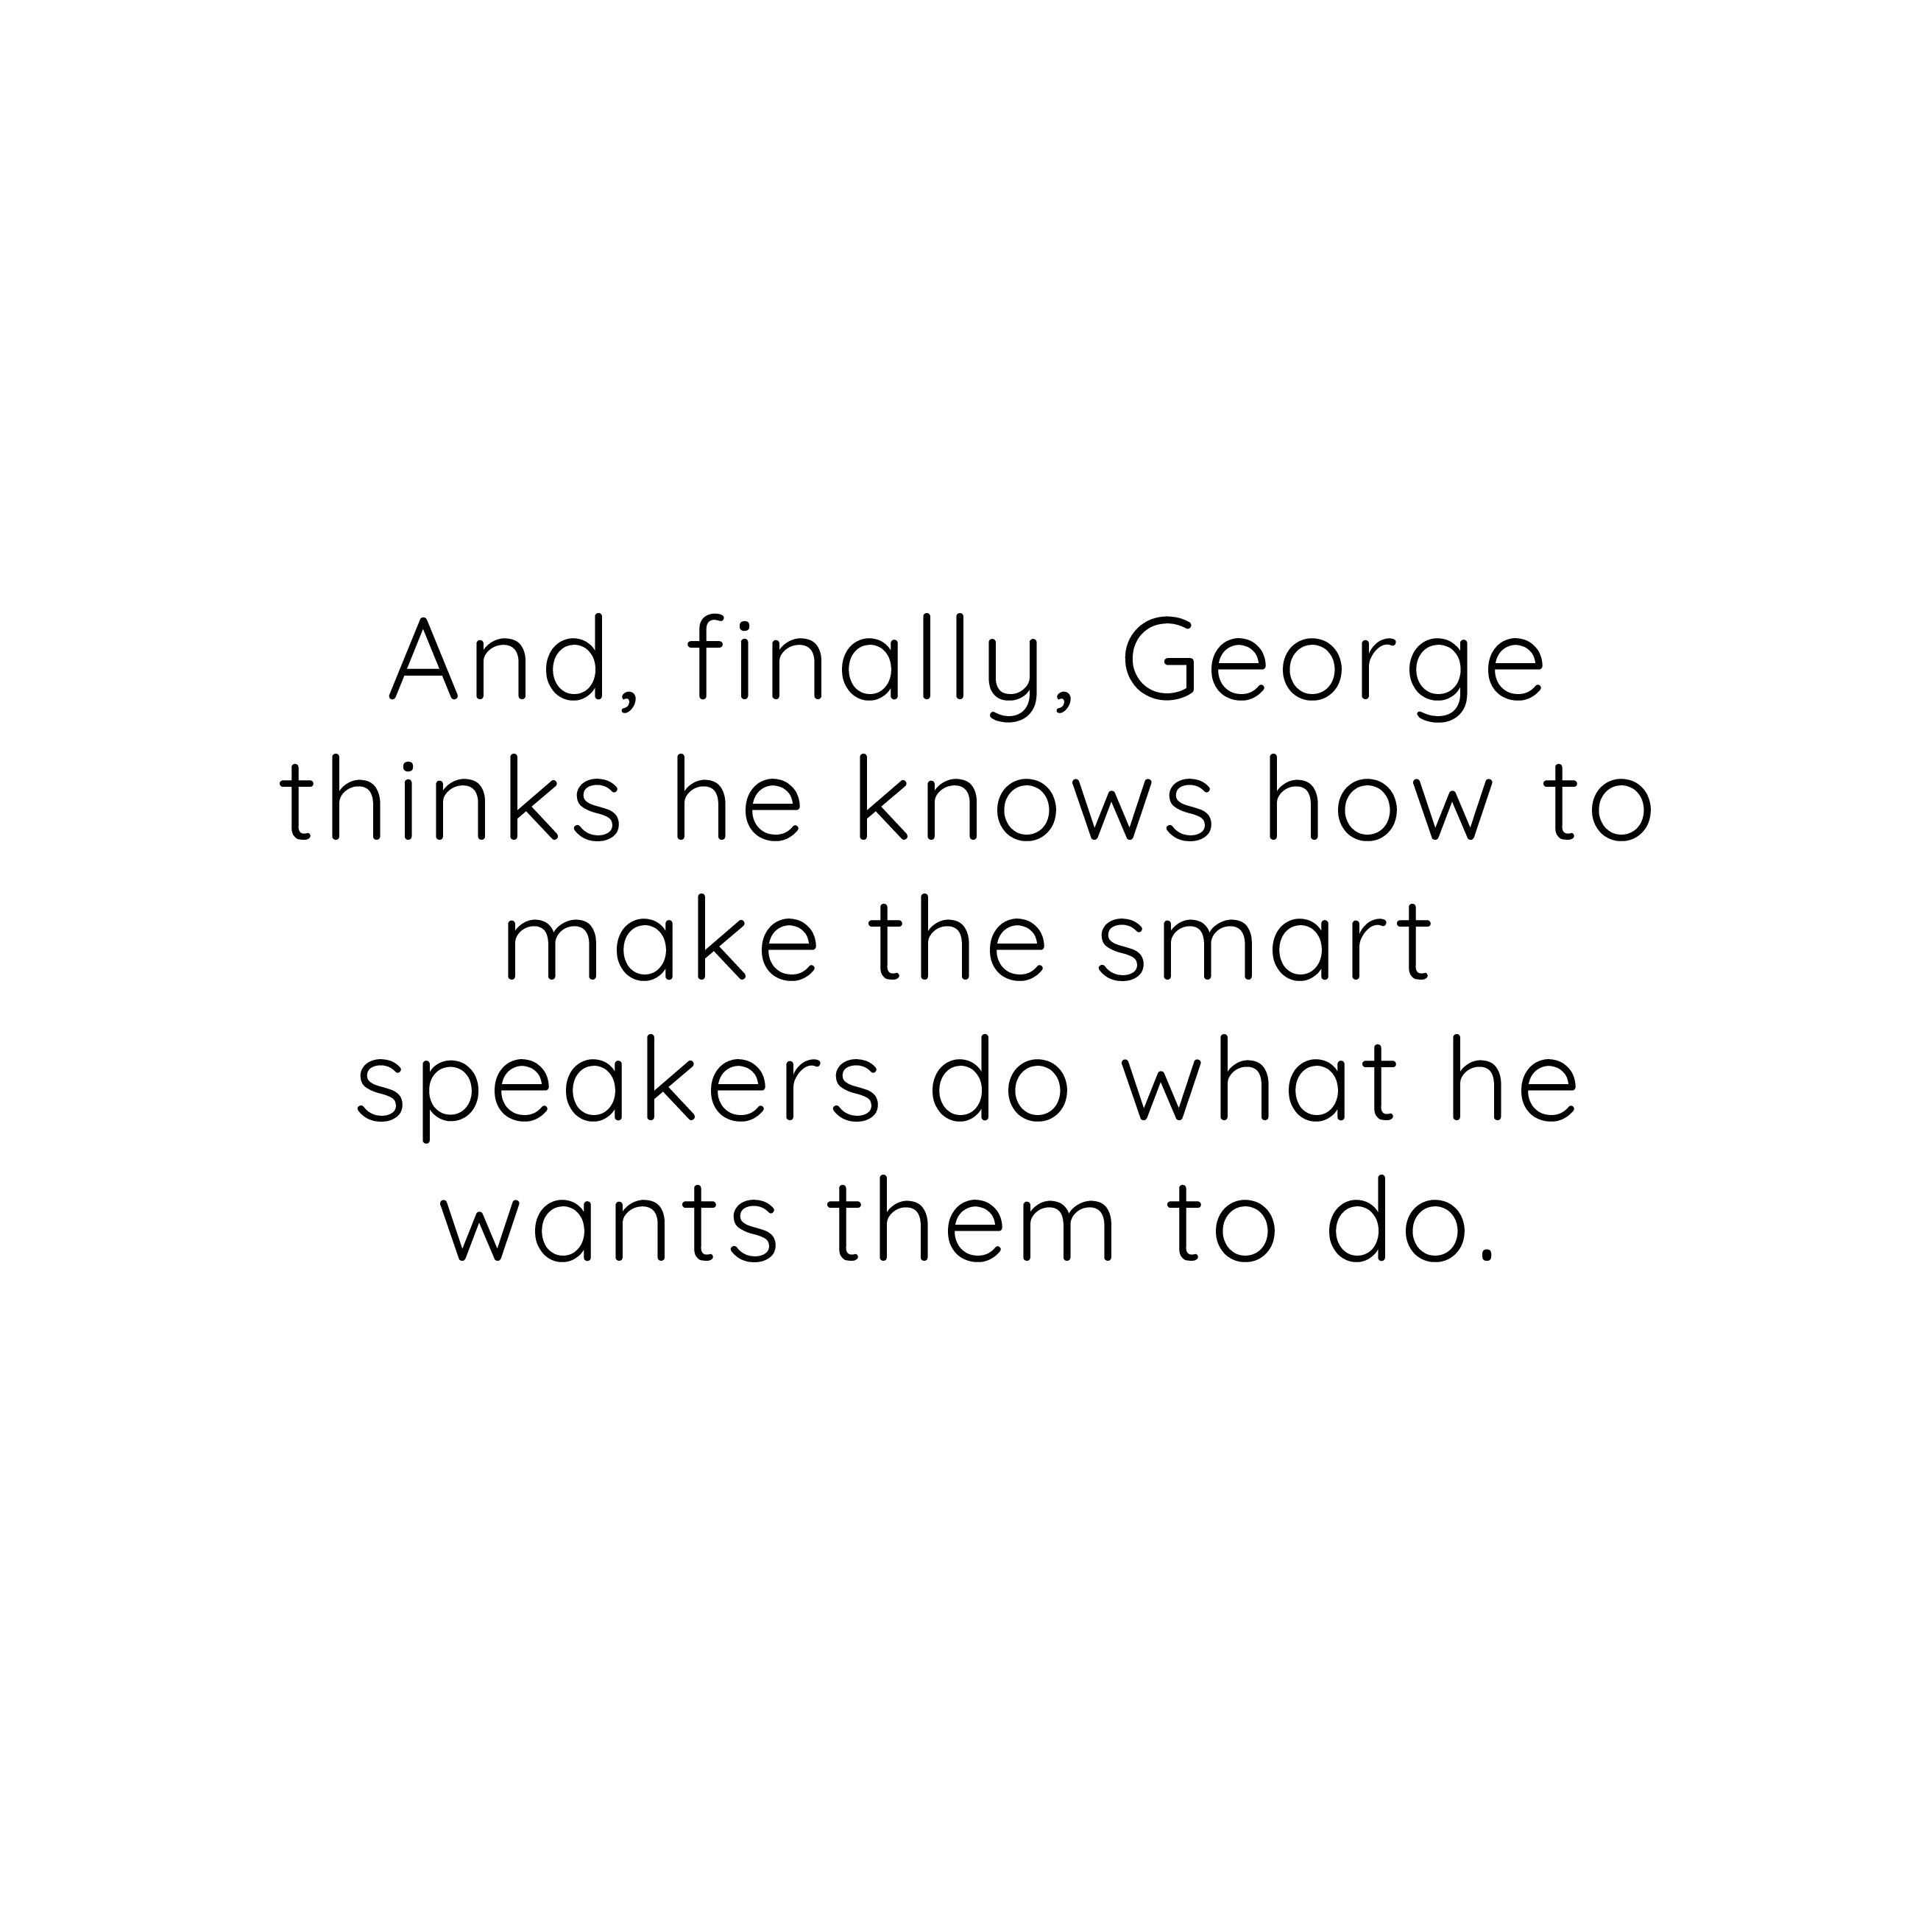 And, finally, George
thinks he knows how to
make the smart
speakers do what he
wants them to do.